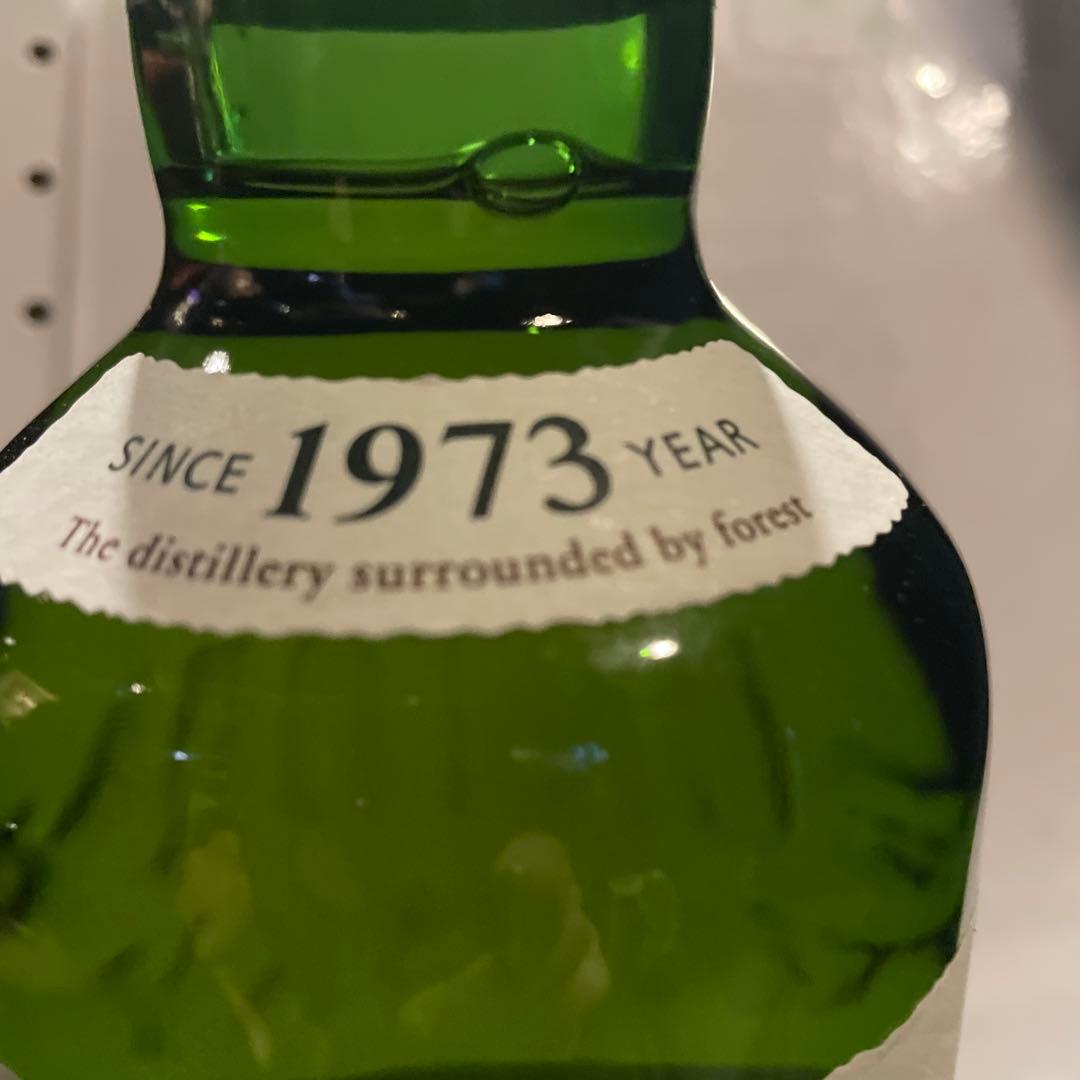 SINCE 1973 YEAR
The distillery surrounded by forest